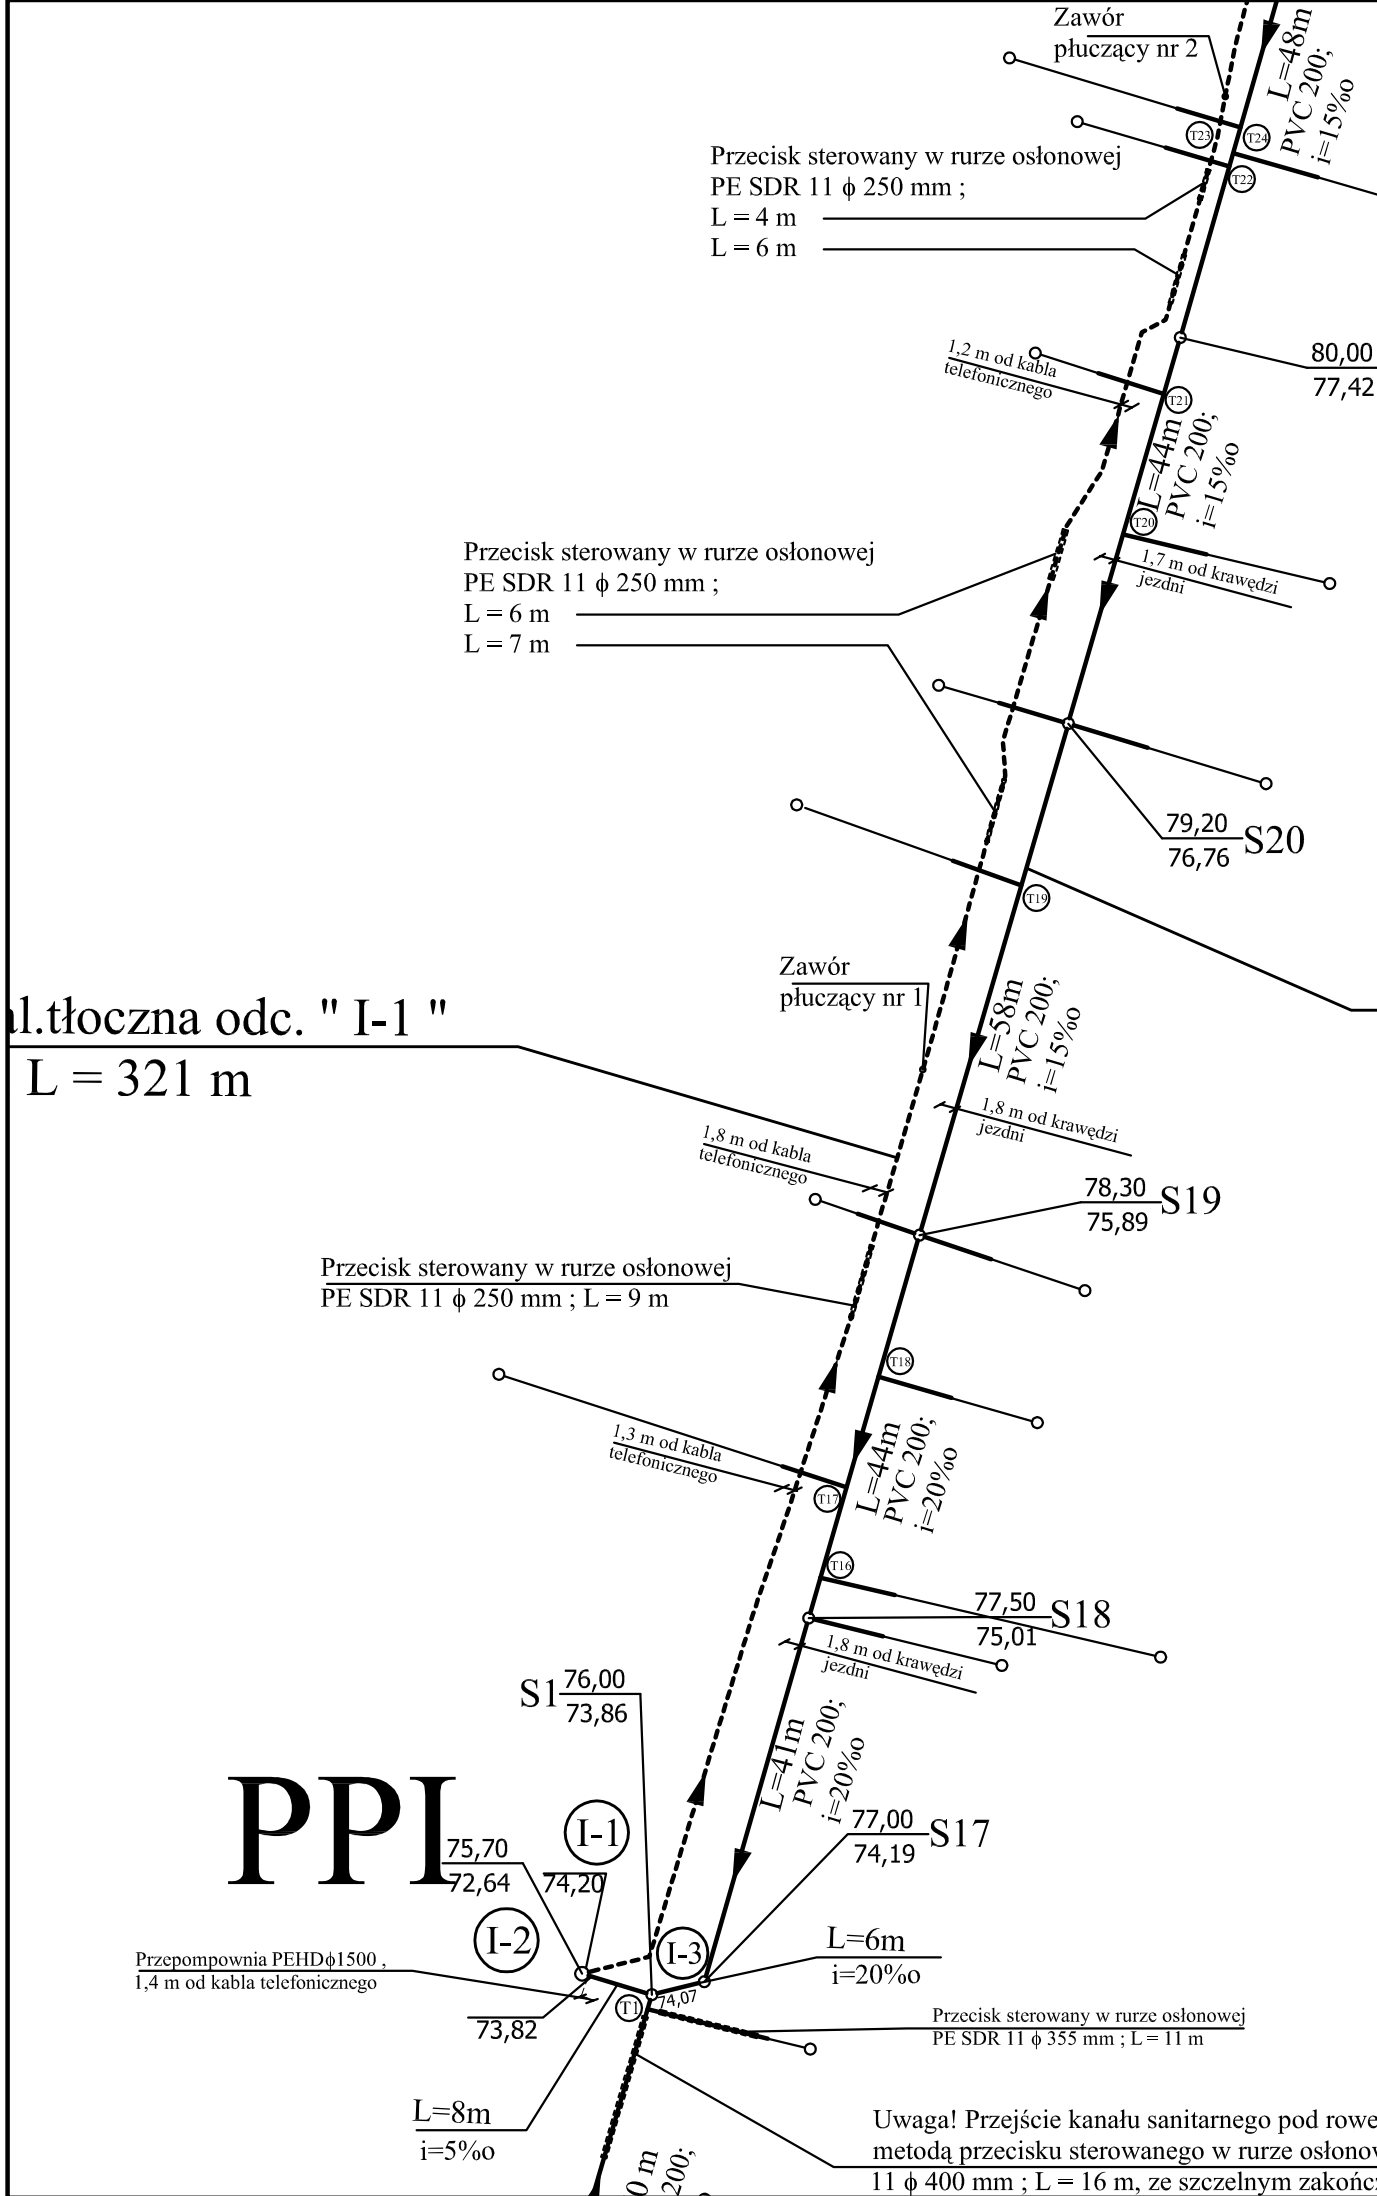 Zawór
płuczący nr 2
L=48m
PVC 200;
i=15%o
T23
T24
T22
Przecisk sterowany w rurze osłonowej
PE SDR 11 ϕ 250 mm ;
L = 4 m
L = 6 m
1,2 m od kabla
telefonicznego
80,00
77,42
T21
L=44m
PVC 200;
i=15%o
T20
Przecisk sterowany w rurze osłonowej
PE SDR 11 ϕ 250 mm ;
L = 6 m
L = 7 m
1,7 m od krawędzi
jezdni
79,20
76,76
S20
T19
Zawór
płuczący nr 1
L=58m
PVC 200;
i=15%o
al.tłoczna odc. " I-1 "
L = 321 m
1,8 m od krawędzi
jezdni
1,8 m od kabla
telefonicznego
78,30
75,89
S19
Przecisk sterowany w rurze osłonowej
PE SDR 11 ϕ 250 mm ; L = 9 m
T18
1,3 m od kabla
telefonicznego
L=44m
PVC 200;
i=20%o
T17
T16
77,50
75,01
S18
1,8 m od krawędzi
jezdni
S1
76,00
73,86
L=41m
PVC 200;
i=20%o
PPI
I-1
77,00
74,19
S17
75,70
72,64
74,20
I-2
I-3
L=6m
i=20%o
Przepompownia PEHDϕ1500 ,
1,4 m od kabla telefonicznego
74,07
T1
73,82
Przecisk sterowany w rurze osłonowej
PE SDR 11 ϕ 355 mm ; L = 11 m
L=8m
i=5%o
Uwaga! Przejście kanału sanitarnego pod rowe
metodą przecisku sterowanego w rurze osłonow
11 ϕ 400 mm ; L = 16 m, ze szczelnym zakończ
0 m
200;